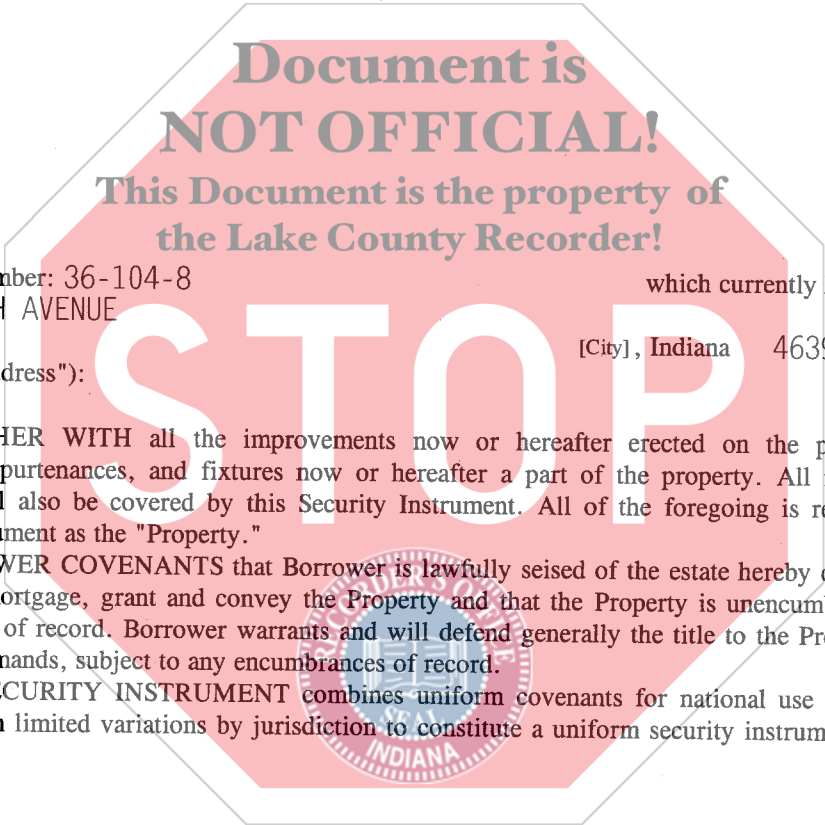 Document is
NOT OFFICIAL!
This Document is the property of
the Lake County Recorder!
mber: 36-104-8 which currently
H AVENUE
STOP
[City], Indiana 4639
dress"):
HER WITH all the improvements now or hereafter erected on the p
purtenances, and fixtures now or hereafter a part of the property. All
l also be covered by this Security Instrument. All of the foregoing is re
ument as the "Property."
WER COVENANTS that Borrower is lawfully seised of the estate hereby
ortgage, grant and convey the Property and that the Property is unencum
of record. Borrower warrants and will defend generally the title to the Pro
mands, subject to any encumbrances of record.
ECURITY INSTRUMENT combines uniform covenants for national use
limited variations by jurisdiction to constitute a uniform security instrum
RECORDER'S OFFICE
SEAL
INDIANA